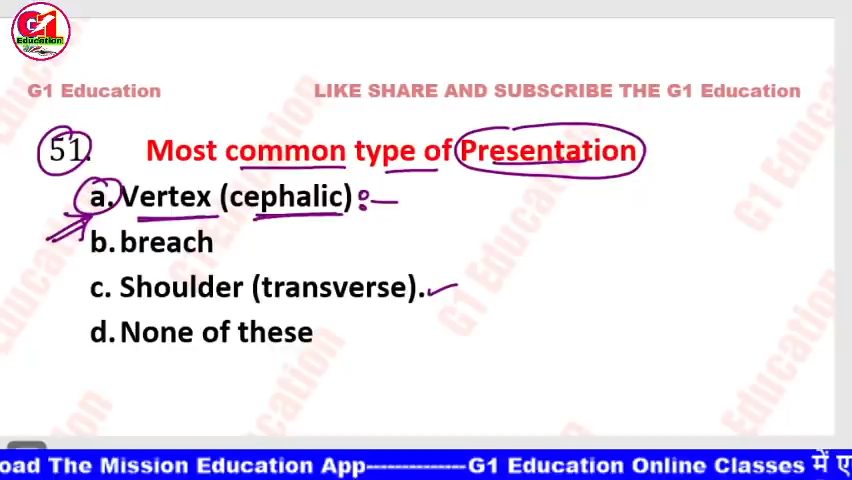 G1
Education
G1 Education LIKE SHARE AND SUBSCRIBE THE G1 Education
51. Most common type of Presentation
a. Vertex (cephalic)
b. breach
c. Shoulder (transverse).
d. None of these
oad The Mission Education App--------------G1 Education Online Classes में ए